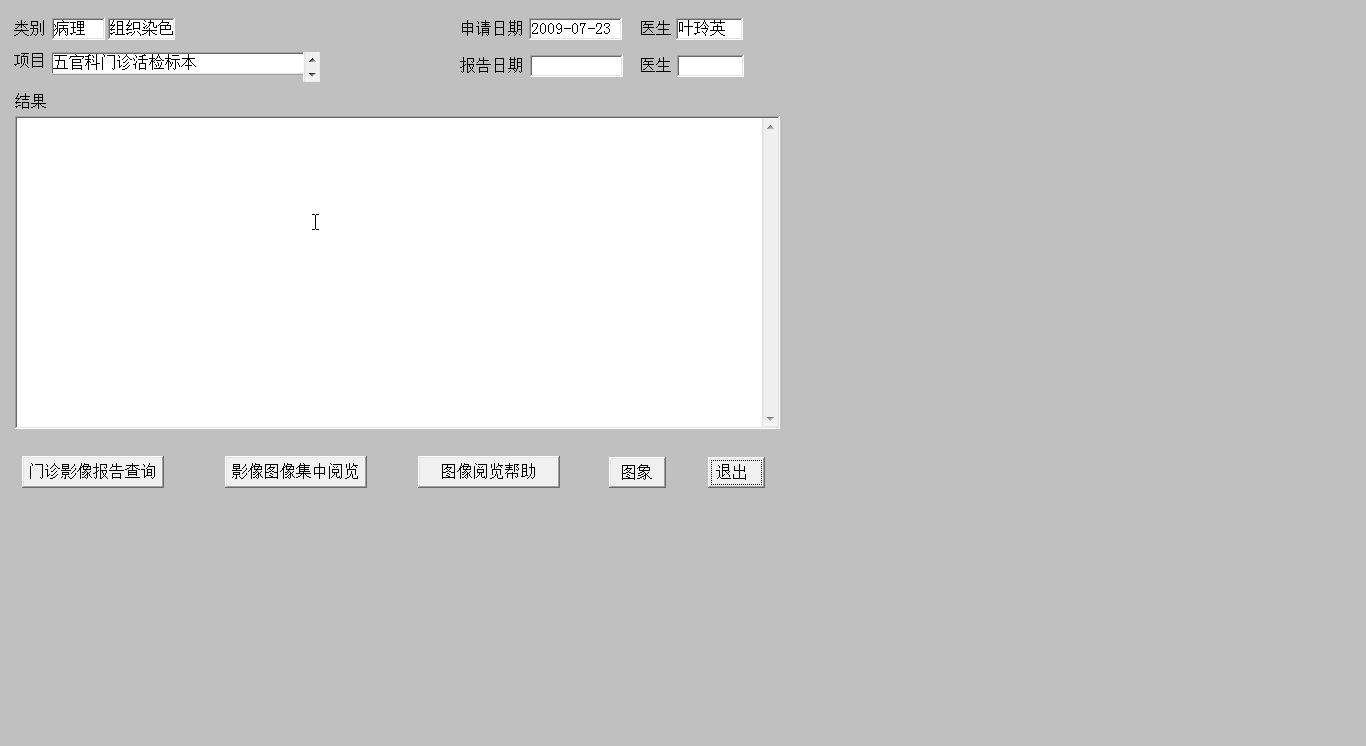 类别 病理 组织染色 申请日期 2009-07-23 医生 叶玲英
项目 五官科门诊活检标本 报告日期 医生
结果
门诊影像报告查询 影像图像集中阅览 图像阅览帮助 图象 退出